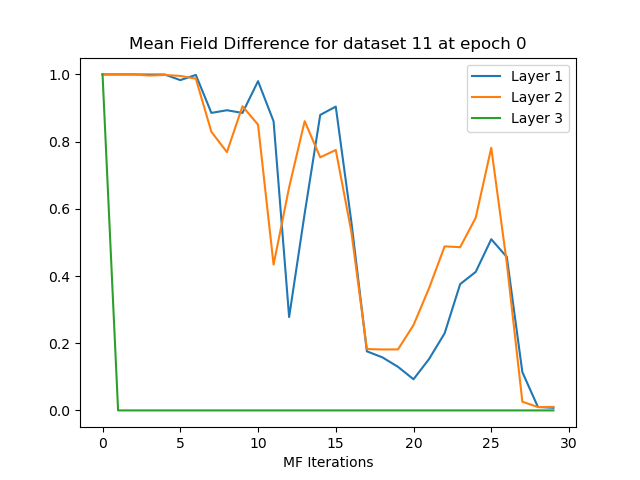 Mean Field Difference for dataset 11 at epoch 0
Layer 1
Layer 2
Layer 3
1.0
0.8
0.6
0.4
0.2
0.0
0 5 10 15 20 25 30
MF Iterations